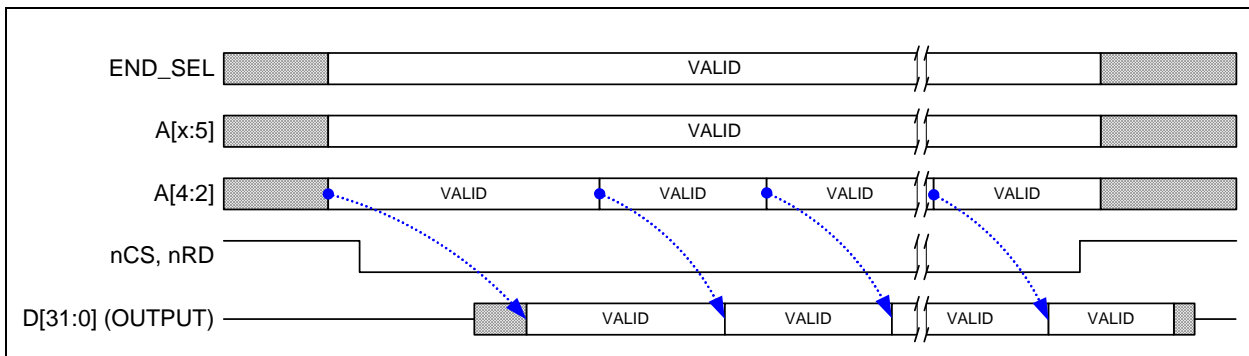 END_SEL VALID
A[x:5] VALID
A[4:2] VALID VALID VALID VALID
nCS, nRD
D[31:0] (OUTPUT) VALID VALID VALID VALID